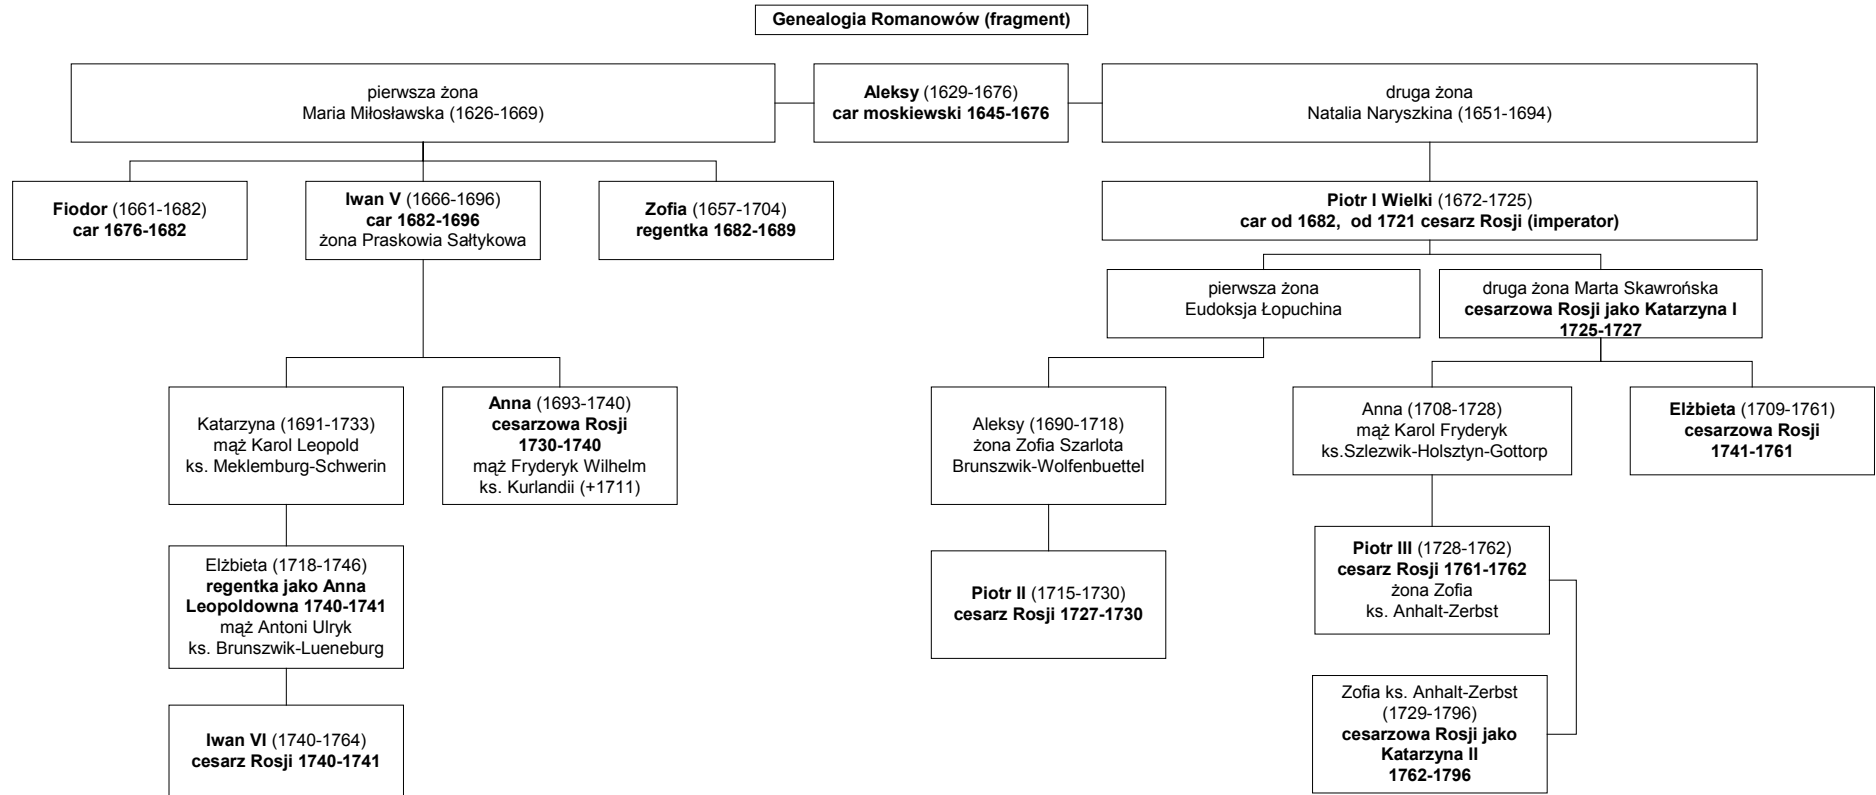 Genealogia Romanowów (fragment)
pierwsza żona
Maria Miłosławska (1626-1669)
Aleksy (1629-1676)
car moskiewski 1645-1676
druga żona
Natalia Naryszkina (1651-1694)
Fiodor (1661-1682)
car 1676-1682
Iwan V (1666-1696)
car 1682-1696
żona Praskowia Sałtykowa
Zofia (1657-1704)
regentka 1682-1689
Piotr I Wielki (1672-1725)
car od 1682, od 1721 cesarz Rosji (imperator)
pierwsza żona
Eudoksja Łopuchina
druga żona Marta Skawrońska
cesarzowa Rosji jako Katarzyna I
1725-1727
Katarzyna (1691-1733)
mąż Karol Leopold
ks. Meklemburg-Schwerin
Anna (1693-1740)
cesarzowa Rosji
1730-1740
mąż Fryderyk Wilhelm
ks. Kurlandii (+1711)
Aleksy (1690-1718)
żona Zofia Szarlota
Brunszwik-Wolfenbuettel
Anna (1708-1728)
mąż Karol Fryderyk
ks.Szlezwik-Holsztyn-Gottorp
Elżbieta (1709-1761)
cesarzowa Rosji
1741-1761
Elżbieta (1718-1746)
regentka jako Anna
Leopoldowna 1740-1741
mąż Antoni Ulryk
ks. Brunszwik-Lueneburg
Piotr II (1715-1730)
cesarz Rosji 1727-1730
Piotr III (1728-1762)
cesarz Rosji 1761-1762
żona Zofia
ks. Anhalt-Zerbst
Iwan VI (1740-1764)
cesarz Rosji 1740-1741
Zofia ks. Anhalt-Zerbst
(1729-1796)
cesarzowa Rosji jako
Katarzyna II
1762-1796